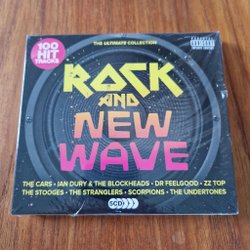 100
HIT
TRACKS
THE ULTIMATE COLLECTION
ROCK
AND
NEW
WAVE
THE CARS • IAN DURY & THE BLOCKHEADS • DR FEELGOOD • ZZ TOP
THE STOOGES • THE STRANGLERS • SCORPIONS • THE UNDERTONES
5CD